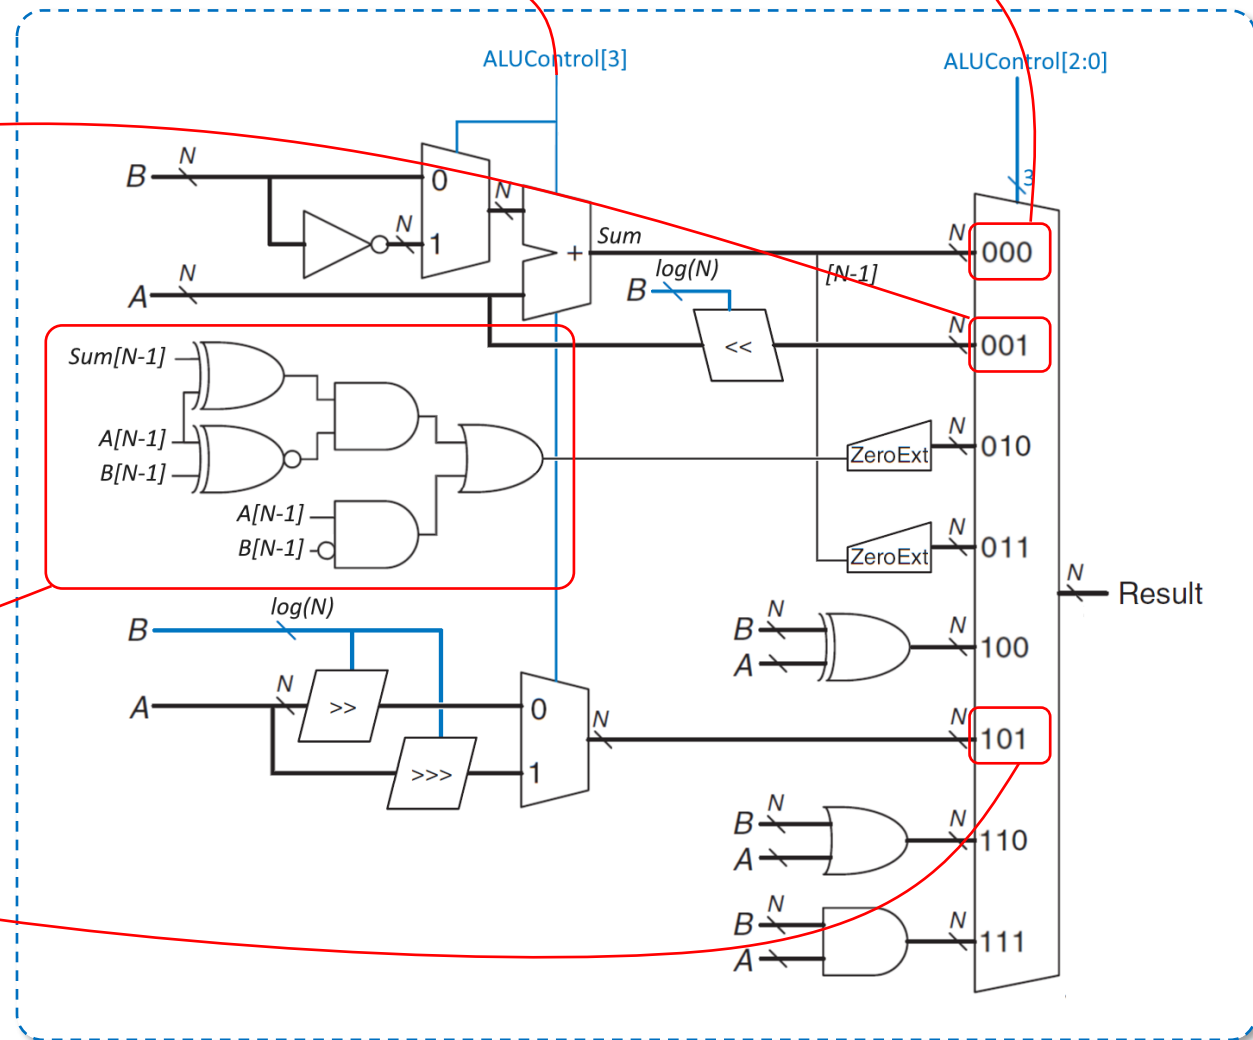 ALUControl[3]
ALUControl[2:0]
3
B
N
0
N
N
1
+
Sum
N
000
A
N
B
log(N)
[N-1]
<<
N
001
Sum[N-1]
A[N-1]
B[N-1]
A[N-1]
B[N-1]
ZeroExt
N
010
ZeroExt
N
011
N
Result
B
log(N)
B
N
A
N
100
A
N
>>
0
>>>
1
N
N
101
B
N
A
N
110
B
N
A
N
111